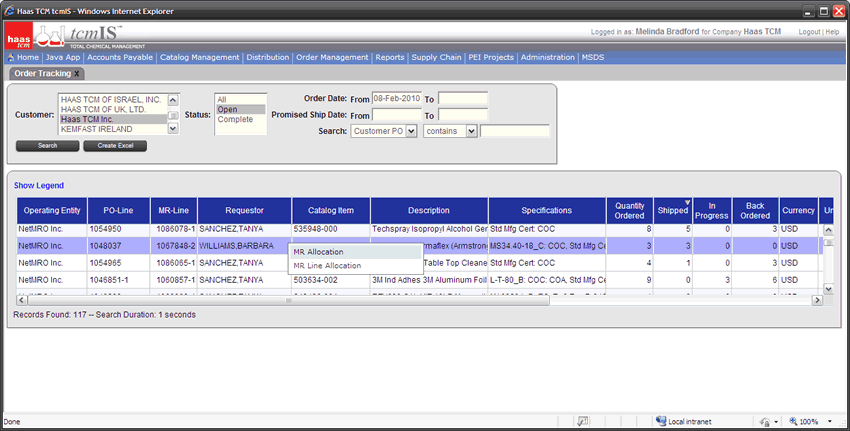 Haas TCM tcmIS - Windows Internet Explorer
haas tcm tcmIS™ TOTAL CHEMICAL MANAGEMENT
Logged in as: Melinda Bradford for Company Haas TCM Logout | Help
Home | Java App | Accounts Payable | Catalog Management | Distribution | Order Management | Reports | Supply Chain | PEI Projects | Administration | MSDS
Order Tracking X
Customer: HAAS TCM OF ISRAEL, INC.
HAAS TCM OF UK, LTD.
Haas TCM Inc.
KEMFAST IRELAND
Status: All
Open
Complete
Order Date: From 08-Feb-2010 To
Promised Ship Date: From To
Search: Customer PO contains
Search Create Excel
Show Legend
Operating Entity PO-Line MR-Line Requestor Catalog Item Description Specifications Quantity Ordered Shipped In Progress Back Ordered Currency
NetMRO Inc. 1054950 1086078-1 SANCHEZ,TANYA 535948-000 Techspray Isopropyl Alcohol Ger Std Mfg Cert: COC 8 5 0 3 USD
NetMRO Inc. 1048037 1057848-2 WILLIAMS,BARBARA rmaflex (Armstrong MS34.40-18_C: COC, Std Mfg Ce 3 3 0 0 USD
MR Allocation
MR Line Allocation
NetMRO Inc. 1054965 1086065-1 SANCHEZ,TANYA Table Top Cleane Std Mfg Cert: COC 4 1 0 3 USD
NetMRO Inc. 1046851-1 1060857-1 SANCHEZ,TANYA 503634-002 3M Ind Adhes 3M Aluminum Foil L-T-80_B: COC: COA, Std Mfg C 9 0 3 6 USD
Records Found: 117 -- Search Duration: 1 seconds
Done Local intranet 100%